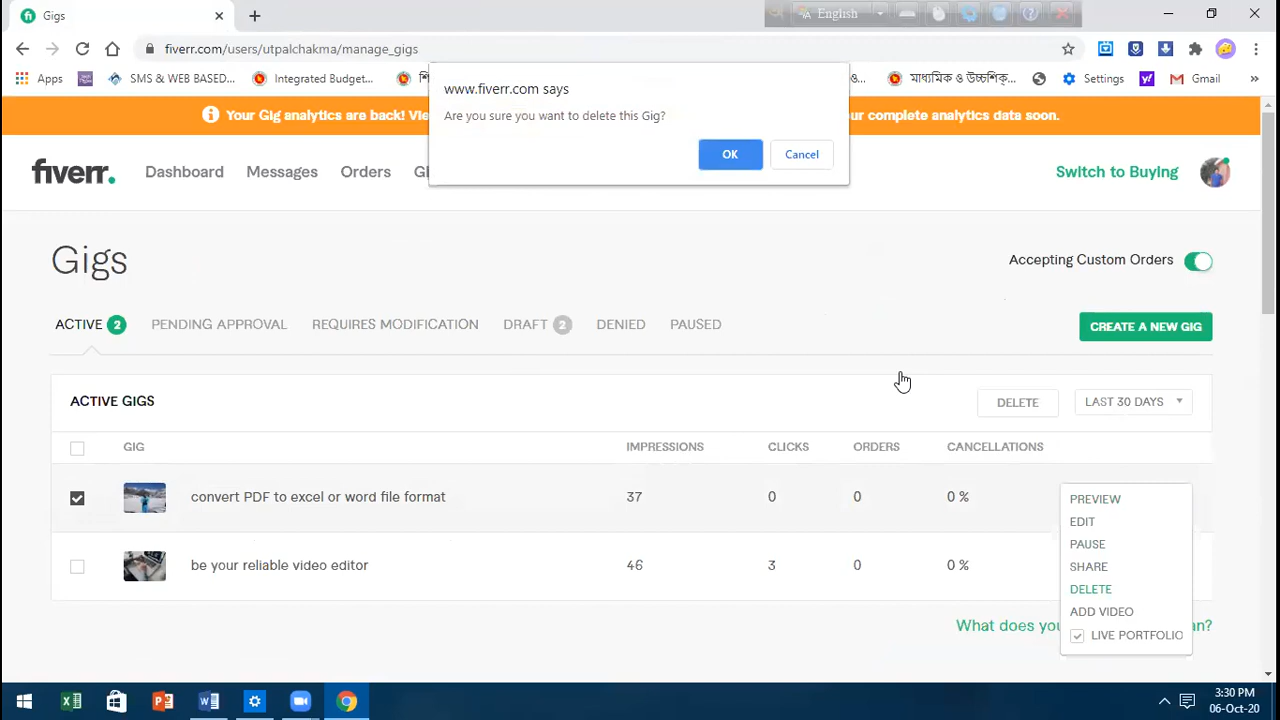 Gigs
English
fiverr.com/users/utpalchakma/manage_gigs
Apps
SMS & WEB BASED...
Integrated Budget...
মাধ্যমিক ও উচ্চশিক্...
Settings
Gmail
www.fiverr.com says
Are you sure you want to delete this Gig?
OK
Cancel
Your Gig analytics are back!
our complete analytics data soon.
fiverr.
Dashboard
Messages
Orders
Switch to Buying
Gigs
Accepting Custom Orders
ACTIVE 2
PENDING APPROVAL
REQUIRES MODIFICATION
DRAFT 2
DENIED
PAUSED
CREATE A NEW GIG
ACTIVE GIGS
DELETE
LAST 30 DAYS
GIG
IMPRESSIONS
CLICKS
ORDERS
CANCELLATIONS
convert PDF to excel or word file format
37
0
0
0 %
be your reliable video editor
46
3
0
0 %
PREVIEW
EDIT
PAUSE
SHARE
DELETE
ADD VIDEO
LIVE PORTFOLIO
What does you
an?
3:30 PM
06-Oct-20